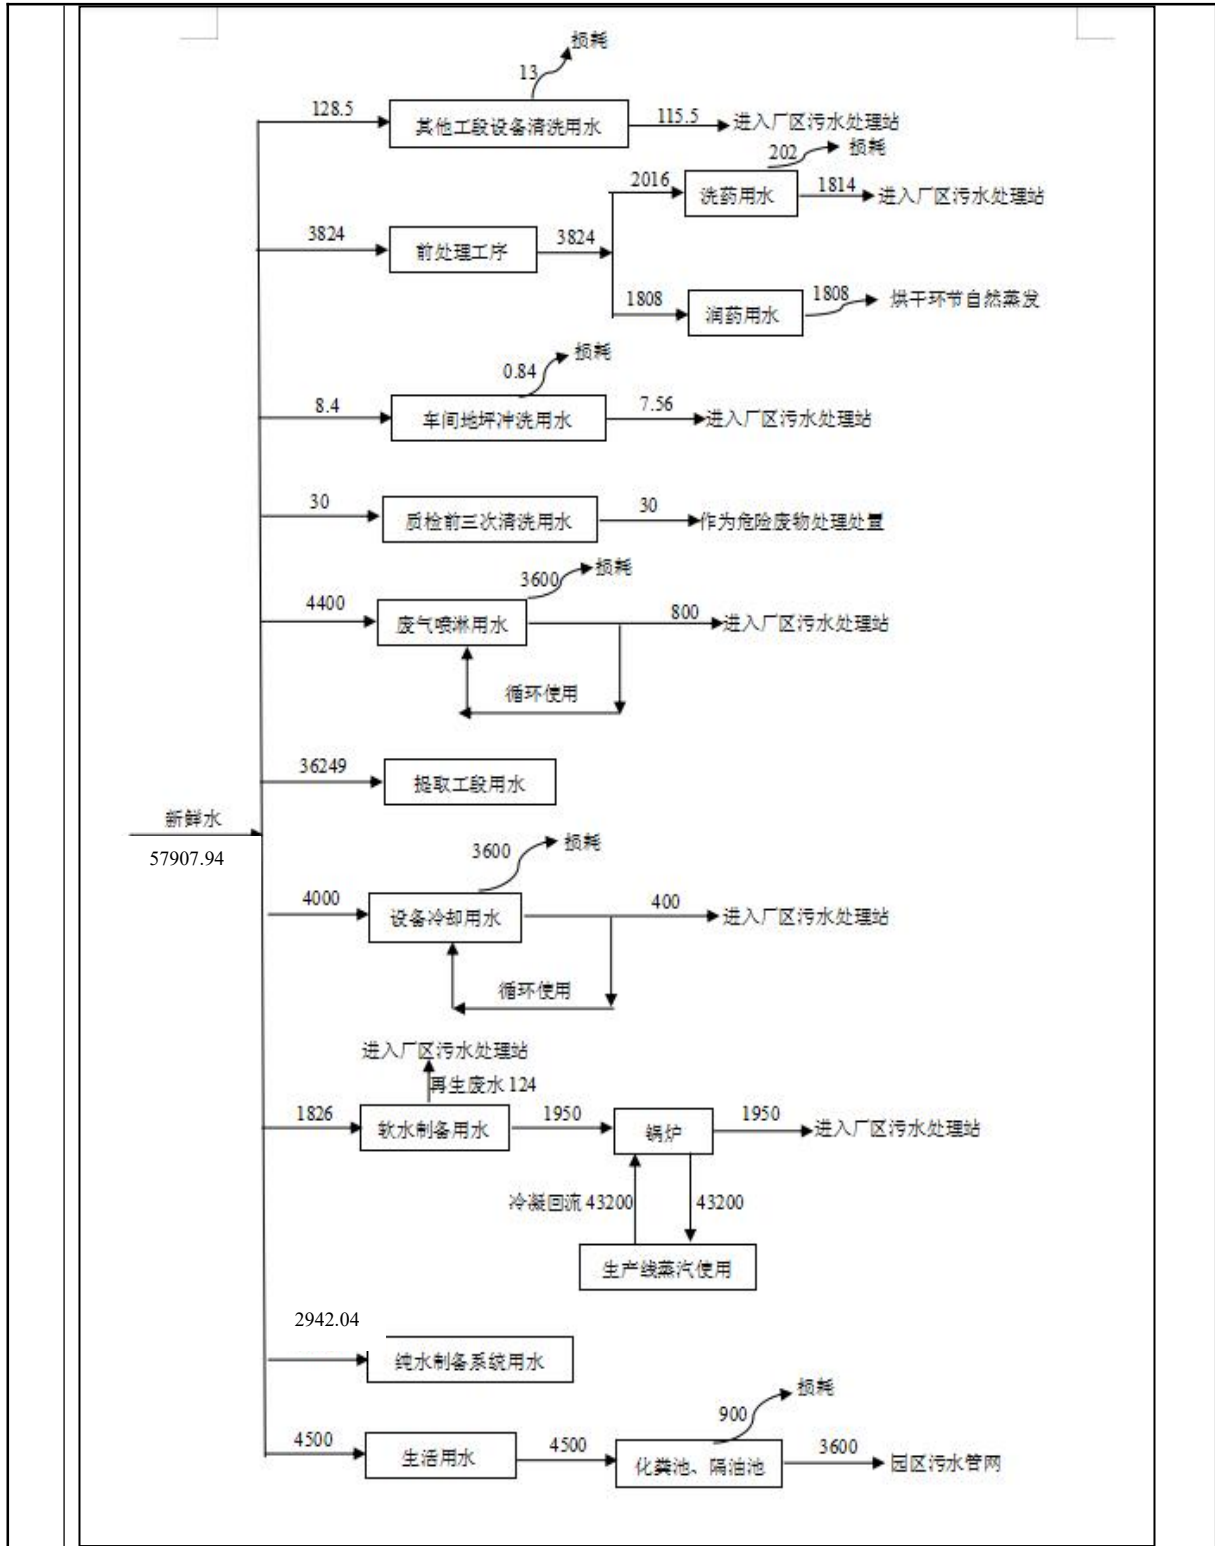 损耗
13
128.5
其他工段设备清洗用水
115.5
进入厂区污水处理站
202
损耗
2016
洗药用水
1814
进入厂区污水处理站
3824
前处理工序
3824
1808
润药用水
1808
烘干环节自然蒸发
损耗
0.84
8.4
车间地坪冲洗用水
7.56
进入厂区污水处理站
30
质检前三次清洗用水
30
作为危险废物处理处置
3600
损耗
4400
废气喷淋用水
800
进入厂区污水处理站
循环使用
36249
提取工段用水
新鲜水
57907.94
3600
损耗
4000
设备冷却用水
400
进入厂区污水处理站
循环使用
进入厂区污水处理站
再生废水 124
1826
软水制备用水
1950
锅炉
1950
进入厂区污水处理站
冷凝回流 43200
43200
生产线蒸汽使用
2942.04
纯水制备系统用水
损耗
900
4500
生活用水
4500
化粪池、隔油池
3600
园区污水管网